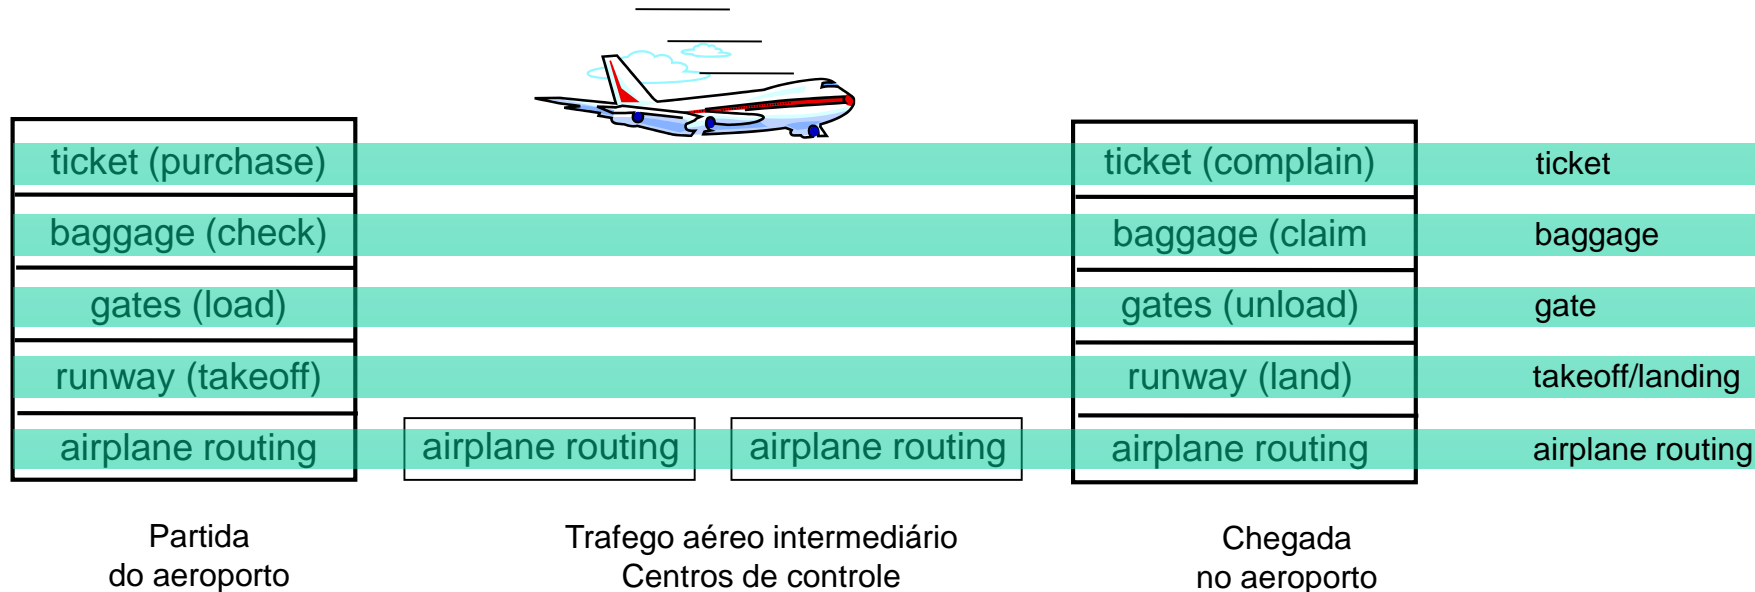 ticket (purchase)
ticket (complain)
ticket
baggage (check)
baggage (claim
baggage
gates (load)
gates (unload)
gate
runway (takeoff)
runway (land)
takeoff/landing
airplane routing
airplane routing
airplane routing
airplane routing
airplane routing
Partida
do aeroporto
Trafego aéreo intermediário
Centros de controle
Chegada
no aeroporto